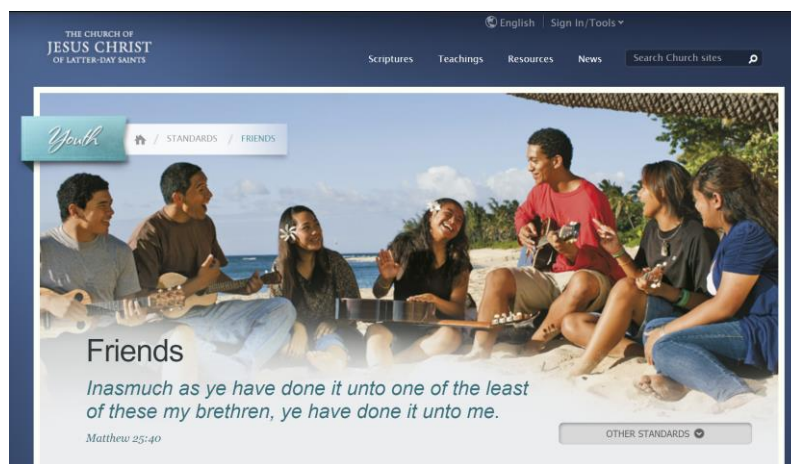 English Sign In/Tools
THE CHURCH OF
JESUS CHRIST
OF LATTER-DAY SAINTS
Scriptures Teachings Resources News Search Church sites
Youth / STANDARDS / FRIENDS
Friends
Inasmuch as ye have done it unto one of the least
of these my brethren, ye have done it unto me.
Matthew 25:40
OTHER STANDARDS